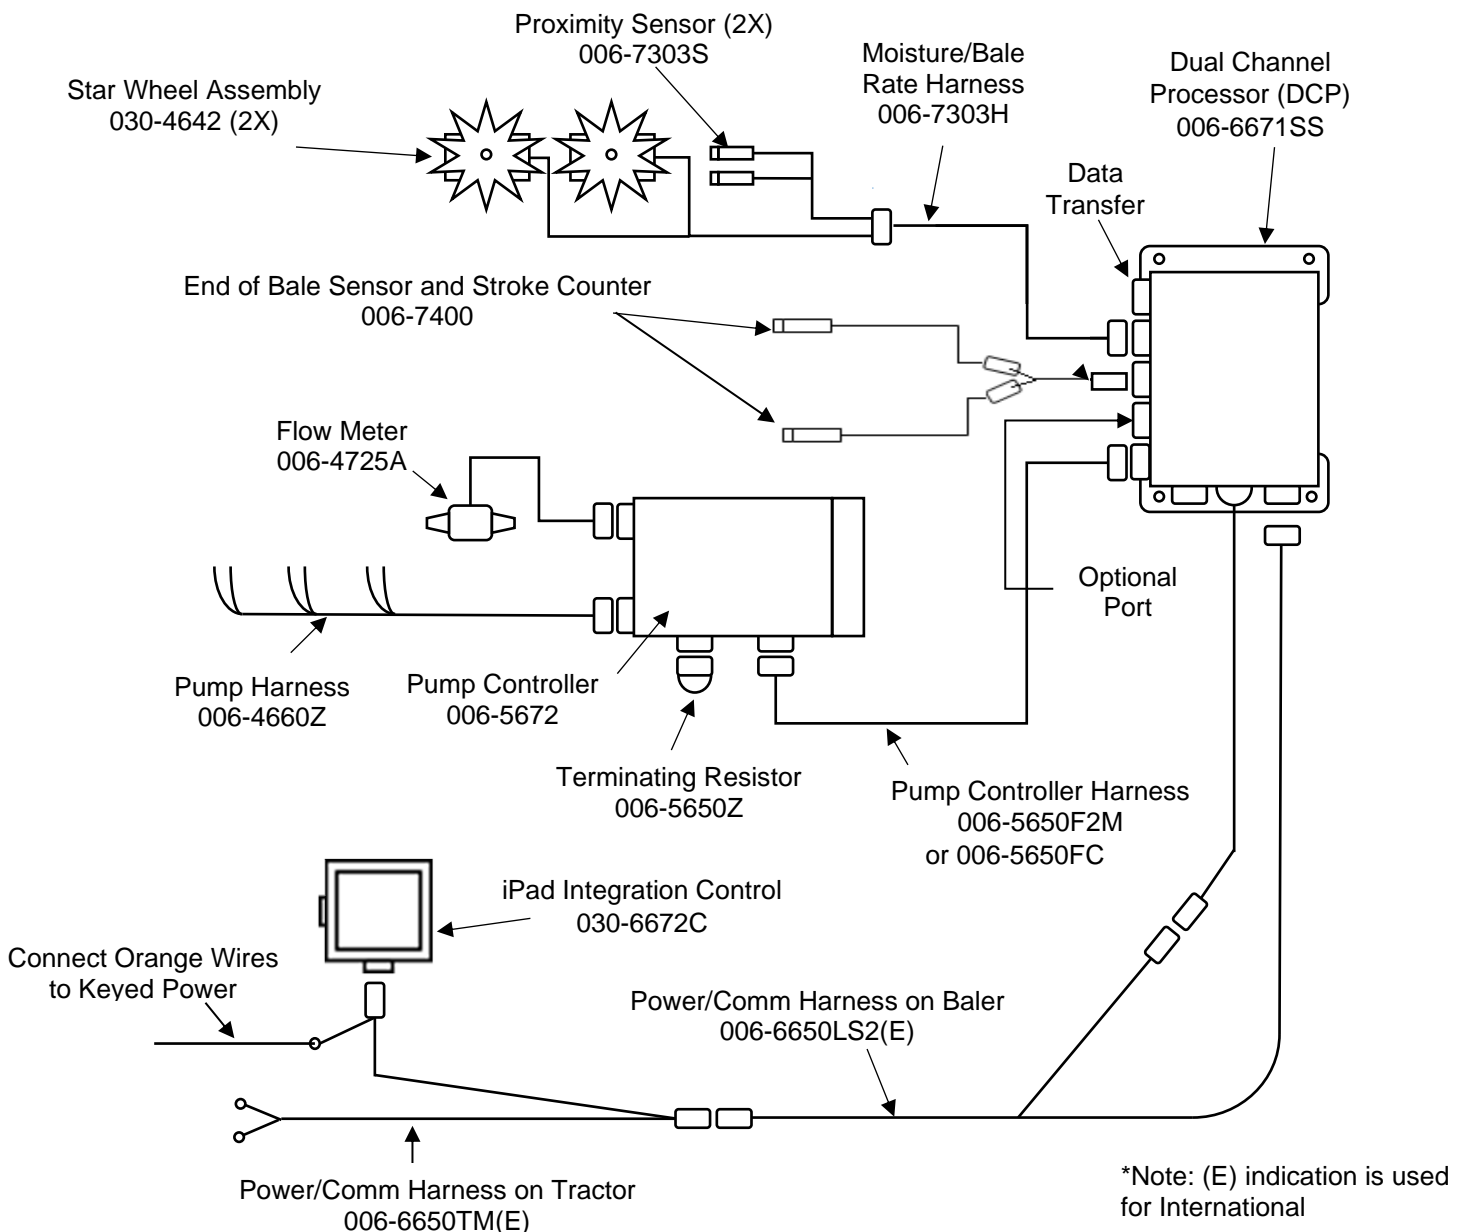 Proximity Sensor (2X)
006-7303S
Moisture/Bale
Rate Harness
006-7303H
Dual Channel
Processor (DCP)
006-6671SS
Star Wheel Assembly
030-4642 (2X)
Data
Transfer
End of Bale Sensor and Stroke Counter
006-7400
Flow Meter
006-4725A
Optional
Port
Pump Harness
006-4660Z
Pump Controller
006-5672
Terminating Resistor
006-5650Z
Pump Controller Harness
006-5650F2M
or 006-5650FC
iPad Integration Control
030-6672C
Connect Orange Wires
to Keyed Power
Power/Comm Harness on Baler
006-6650LS2(E)
Power/Comm Harness on Tractor
006-6650TM(E)
*Note: (E) indication is used
for International